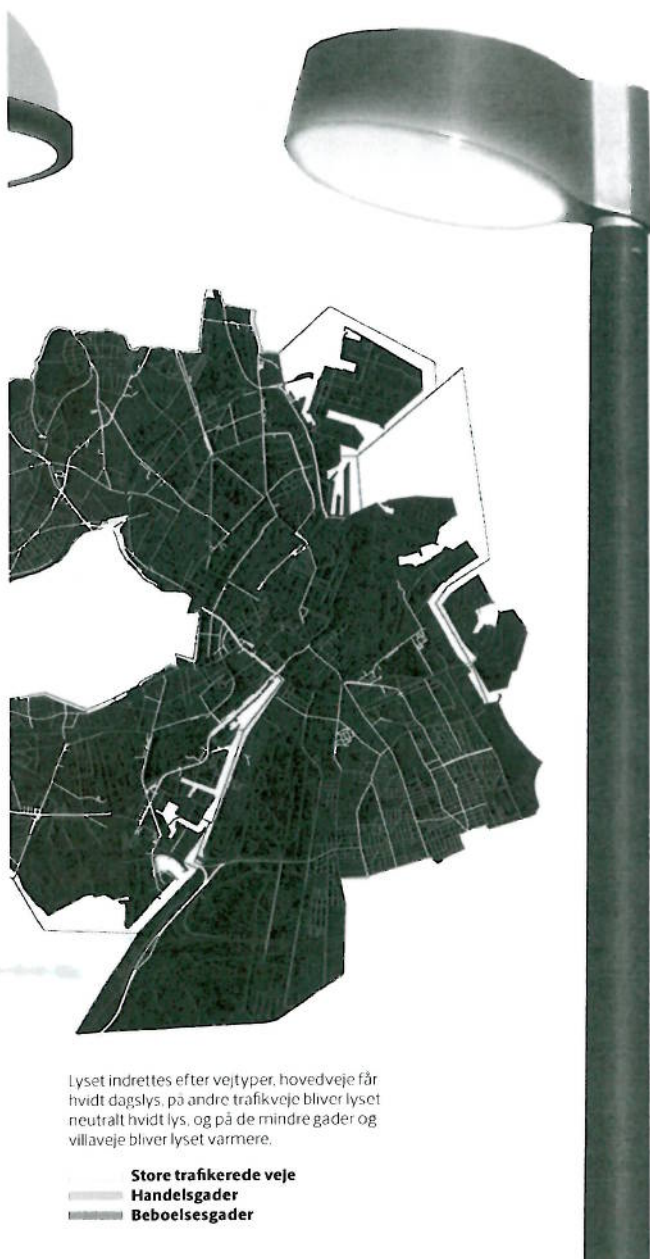 Lyset indrettes efter vejtyper, hovedveje får
hvidt dagslys, på andre trafikveje bliver lyset
neutralt hvidt lys, og på de mindre gader og
villaveje bliver lyset varmere.
Store trafikerede veje
Handelsgader
Beboelsesgader